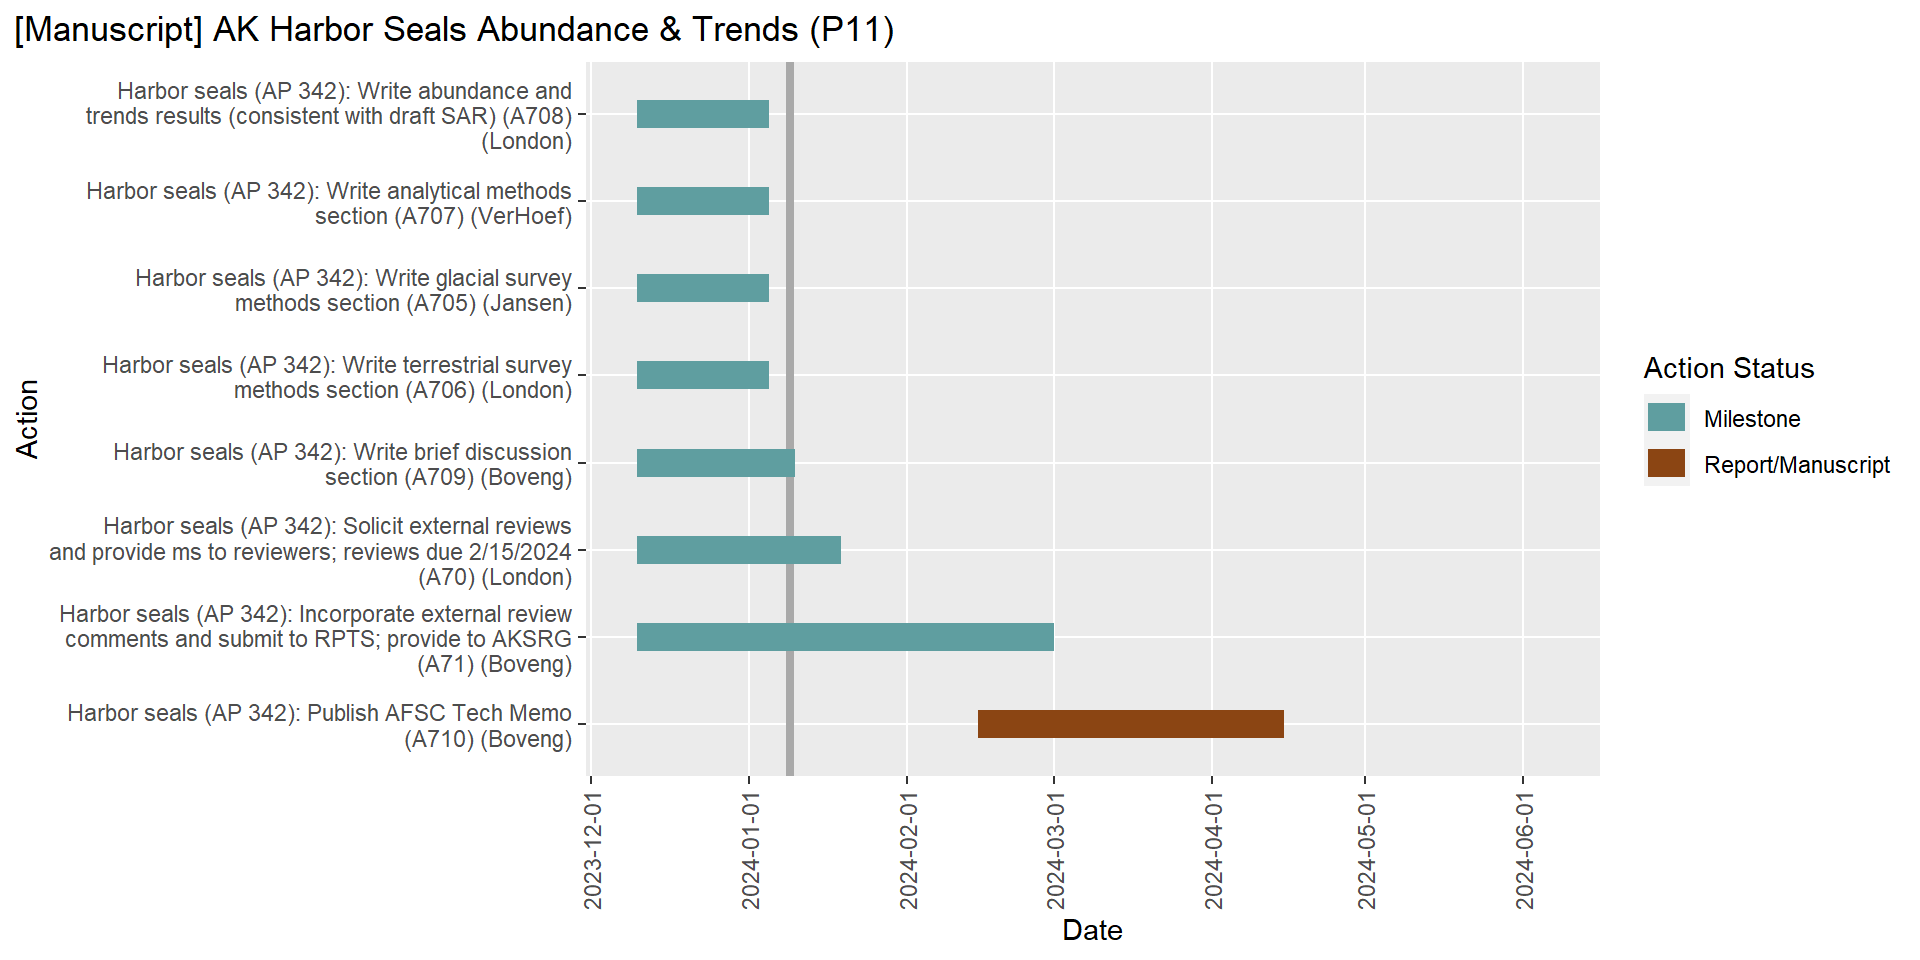 [Manuscript] AK Harbor Seals Abundance & Trends (P11)
Harbor seals (AP 342): Write abundance and
trends results (consistent with draft SAR) (A708)
(London)
Harbor seals (AP 342): Write analytical methods
section (A707) (VerHoef)
Harbor seals (AP 342): Write glacial survey
methods section (A705) (Jansen)
Harbor seals (AP 342): Write terrestrial survey
methods section (A706) (London)
Harbor seals (AP 342): Write brief discussion
section (A709) (Boveng)
Harbor seals (AP 342): Solicit external reviews
and provide ms to reviewers; reviews due 2/15/2024
(A70) (London)
Harbor seals (AP 342): Incorporate external review
comments and submit to RPTS; provide to AKSRG
(A71) (Boveng)
Harbor seals (AP 342): Publish AFSC Tech Memo
(A710) (Boveng)
Action
2023-12-01
2024-01-01
2024-02-01
2024-03-01
2024-04-01
2024-05-01
2024-06-01
Date
Action Status
Milestone
Report/Manuscript